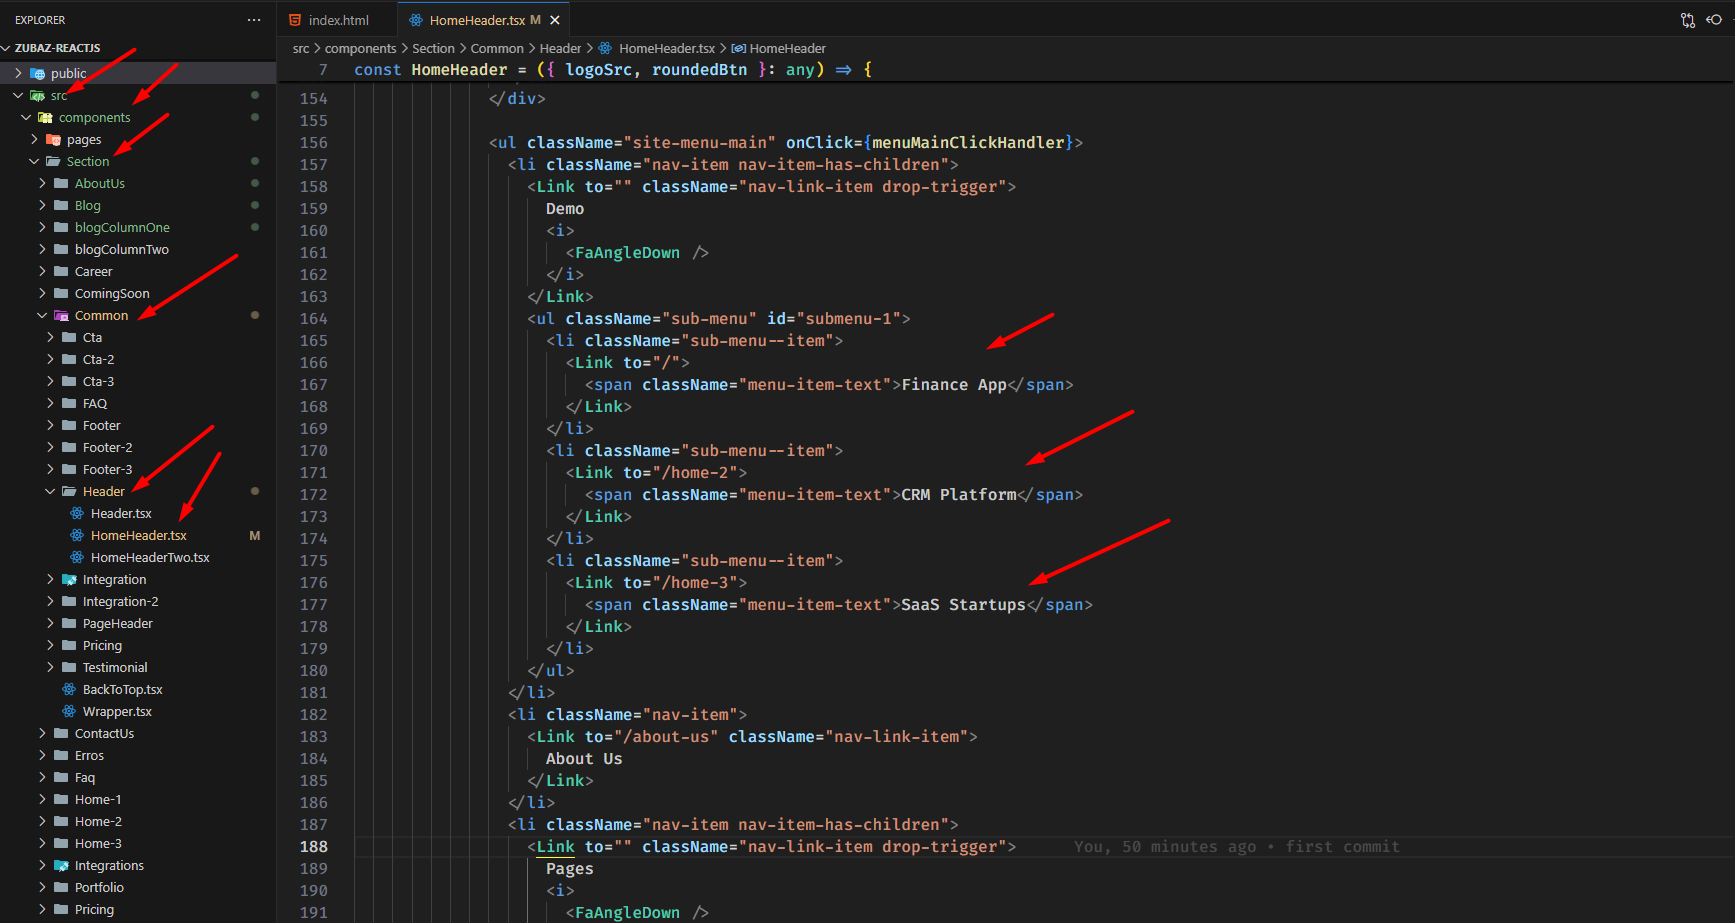 EXPLORER
ZUBAZ-REACTJS
public
src
components
pages
Section
AboutUs
Blog
blogColumnOne
blogColumnTwo
Career
ComingSoon
Common
Cta
Cta-2
Cta-3
FAQ
Footer
Footer-2
Footer-3
Header
Header.tsx
HomeHeader.tsx M
HomeHeaderTwo.tsx
Integration
Integration-2
PageHeader
Pricing
Testimonial
BackToTop.tsx
Wrapper.tsx
ContactUs
Erros
Faq
Home-1
Home-2
Home-3
Integrations
Portfolio
Pricing
index.html
HomeHeader.tsx M
src > components > Section > Common > Header > HomeHeader.tsx > HomeHeader
7 const HomeHeader = ({ logoSrc, roundedBtn }: any) => {
154 </div>
155
156 <ul className="site-menu-main" onClick={menuMainClickHandler}>
157 <li className="nav-item nav-item-has-children">
158 <Link to="" className="nav-link-item drop-trigger">
159 Demo
160 <i>
161 <FaAngleDown />
162 </i>
163 </Link>
164 <ul className="sub-menu" id="submenu-1">
165 <li className="sub-menu--item">
166 <Link to="/">
167 <span className="menu-item-text">Finance App</span>
168 </Link>
169 </li>
170 <li className="sub-menu--item">
171 <Link to="/home-2">
172 <span className="menu-item-text">CRM Platform</span>
173 </Link>
174 </li>
175 <li className="sub-menu--item">
176 <Link to="/home-3">
177 <span className="menu-item-text">SaaS Startups</span>
178 </Link>
179 </li>
180 </ul>
181 </li>
182 <li className="nav-item">
183 <Link to="/about-us" className="nav-link-item">
184 About Us
185 </Link>
186 </li>
187 <li className="nav-item nav-item-has-children">
188 <Link to="" className="nav-link-item drop-trigger"> You, 50 minutes ago • first commit
189 Pages
190 <i>
191 <FaAngleDown />